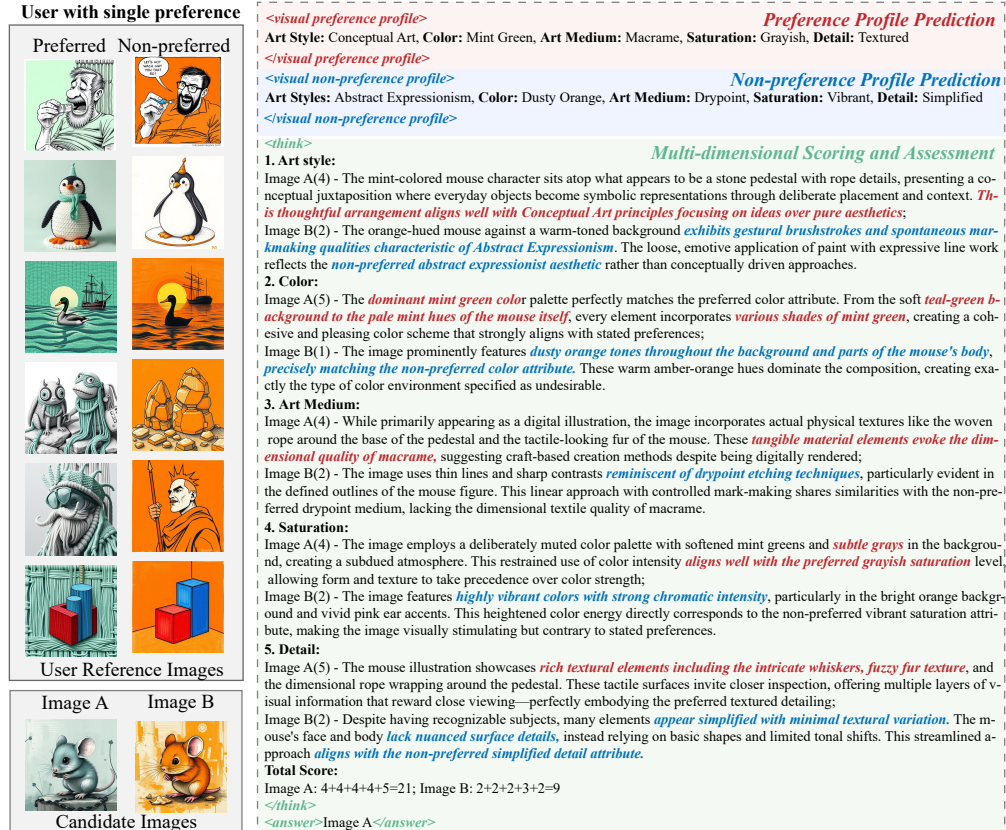 User with single preference
Preferred Non-preferred
LET'S NOT
User Reference Images
Image A Image B
Candidate Images
<visual preference profile>
Preference Profile Prediction
Art Style: Conceptual Art, Color: Mint Green, Art Medium: Macrame, Saturation: Grayish, Detail: Textured
</visual preference profile>
<visual non-preference profile>
Non-preference Profile Prediction
Art Styles: Abstract Expressionism, Color: Dusty Orange, Art Medium: Drypoint, Saturation: Vibrant, Detail: Simplified
</visual non-preference profile>
<think>
Multi-dimensional Scoring and Assessment
1. Art style:
Image A(4) - The mint-colored mouse character sits atop what appears to be a stone pedestal with rope details, presenting a co-
nceptual juxtaposition where everyday objects become symbolic representations through deliberate placement and context. Th-
is thoughtful arrangement aligns well with Conceptual Art principles focusing on ideas over pure aesthetics;
Image B(2) - The orange-hued mouse against a warm-toned background exhibits gestural brushstrokes and spontaneous mar-
kmaking qualities characteristic of Abstract Expressionism. The loose, emotive application of paint with expressive line work
reflects the non-preferred abstract expressionist aesthetic rather than conceptually driven approaches.
2. Color:
Image A(5) - The dominant mint green color palette perfectly matches the preferred color attribute. From the soft teal-green b-
ackground to the pale mint hues of the mouse itself, every element incorporates various shades of mint green, creating a coh-
esive and pleasing color scheme that strongly aligns with stated preferences;
Image B(1) - The image prominently features dusty orange tones throughout the background and parts of the mouse's body,
precisely matching the non-preferred color attribute. These warm amber-orange hues dominate the composition, creating exa-
ctly the type of color environment specified as undesirable.
3. Art Medium:
Image A(4) - While primarily appearing as a digital illustration, the image incorporates actual physical textures like the woven
rope around the base of the pedestal and the tactile-looking fur of the mouse. These tangible material elements evoke the dim-
ensional quality of macrame, suggesting craft-based creation methods despite being digitally rendered;
Image B(2) - The image uses thin lines and sharp contrasts reminiscent of drypoint etching techniques, particularly evident in
the defined outlines of the mouse figure. This linear approach with controlled mark-making shares similarities with the non-pre-
ferred drypoint medium, lacking the dimensional textile quality of macrame.
4. Saturation:
Image A(4) - The image employs a deliberately muted color palette with softened mint greens and subtle grays in the backgrou-
nd, creating a subdued atmosphere. This restrained use of color intensity aligns well with the preferred grayish saturation level,
allowing form and texture to take precedence over color strength;
Image B(2) - The image features highly vibrant colors with strong chromatic intensity, particularly in the bright orange backgr-
ound and vivid pink ear accents. This heightened color energy directly corresponds to the non-preferred vibrant saturation attri-
bute, making the image visually stimulating but contrary to stated preferences.
5. Detail:
Image A(5) - The mouse illustration showcases rich textural elements including the intricate whiskers, fuzzy fur texture, and
the dimensional rope wrapping around the pedestal. These tactile surfaces invite closer inspection, offering multiple layers of v-
isual information that reward close viewing—perfectly embodying the preferred textured detailing;
Image B(2) - Despite having recognizable subjects, many elements appear simplified with minimal textural variation. The m-
ouse's face and body lack nuanced surface details, instead relying on basic shapes and limited tonal shifts. This streamlined a-
pproach aligns with the non-preferred simplified detail attribute.
Total Score:
Image A: 4+4+4+4+5=21; Image B: 2+2+2+3+2=9
</think>
<answer>Image A</answer>